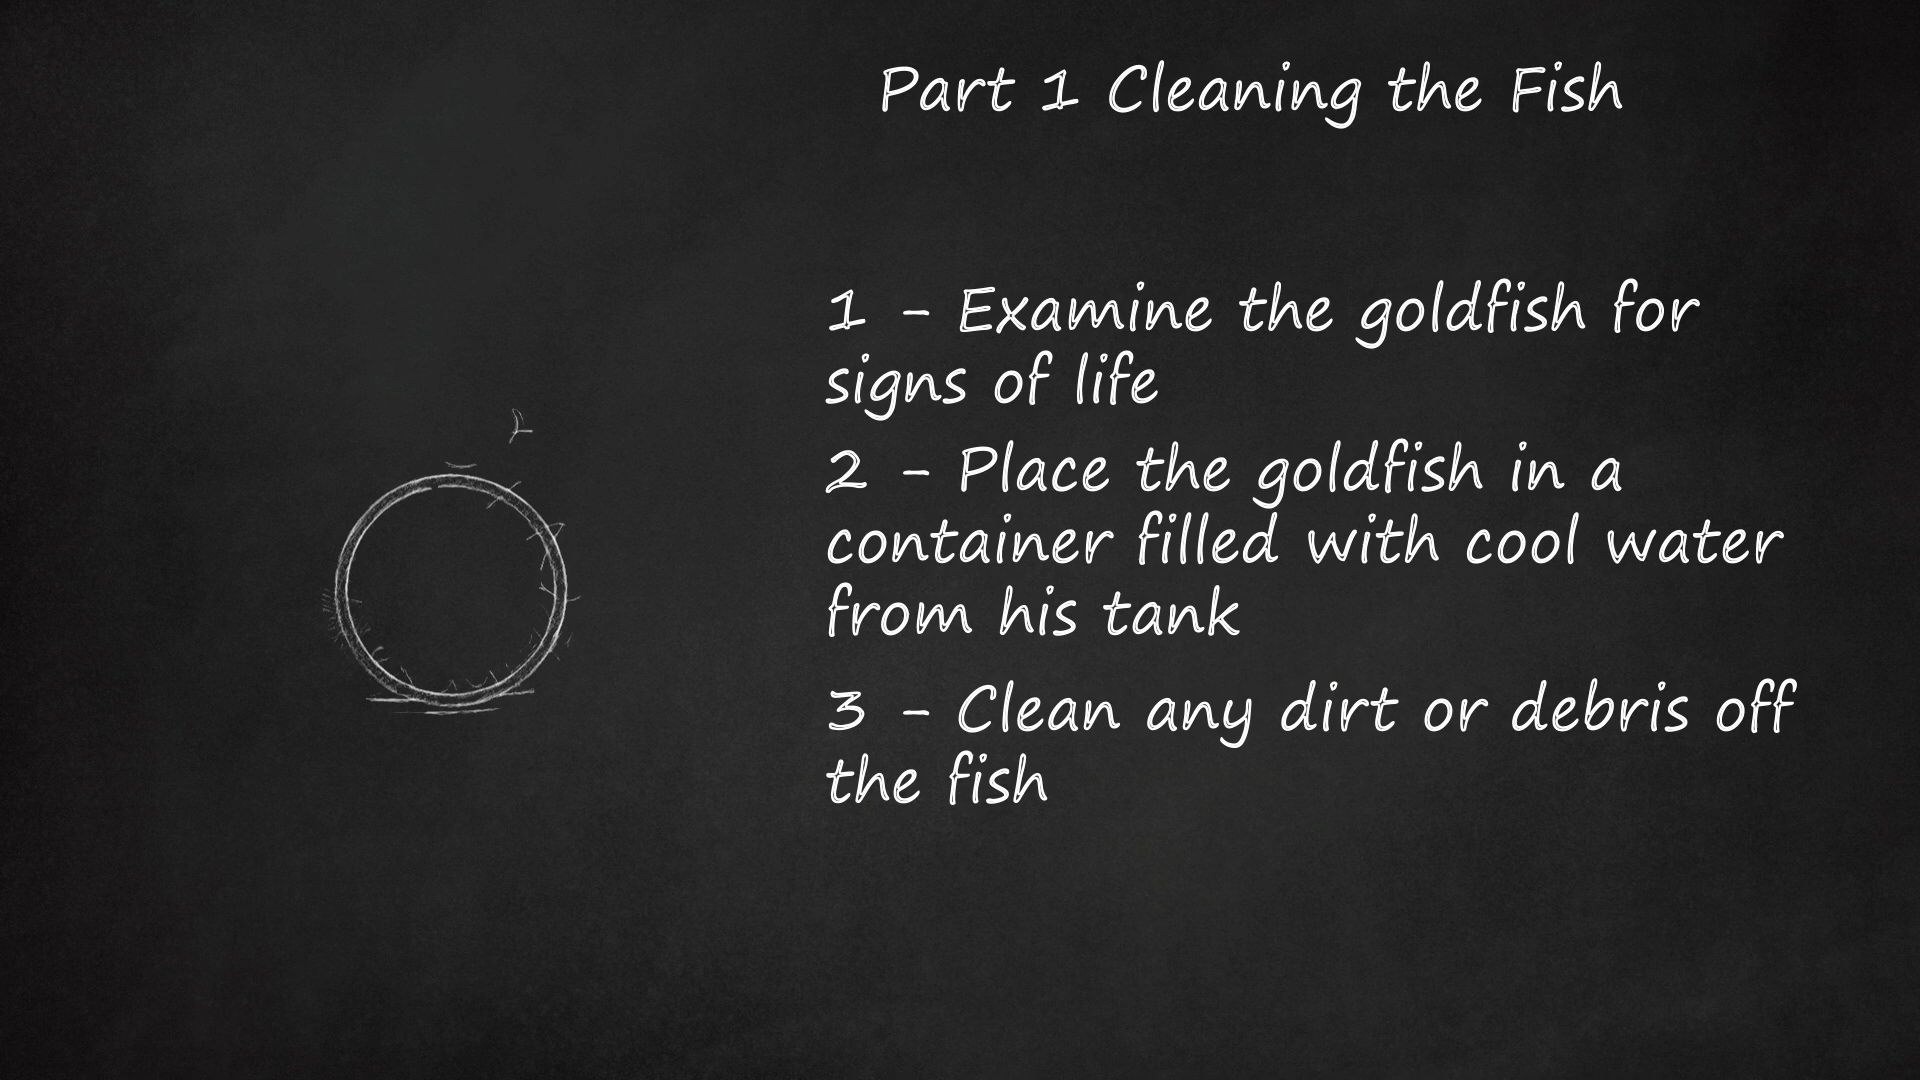 Part 1 Cleaning the Fish
1 - Examine the goldfish for
signs of life
2 - Place the goldfish in a
container filled with cool water
from his tank
3 - Clean any dirt or debris off
the fish